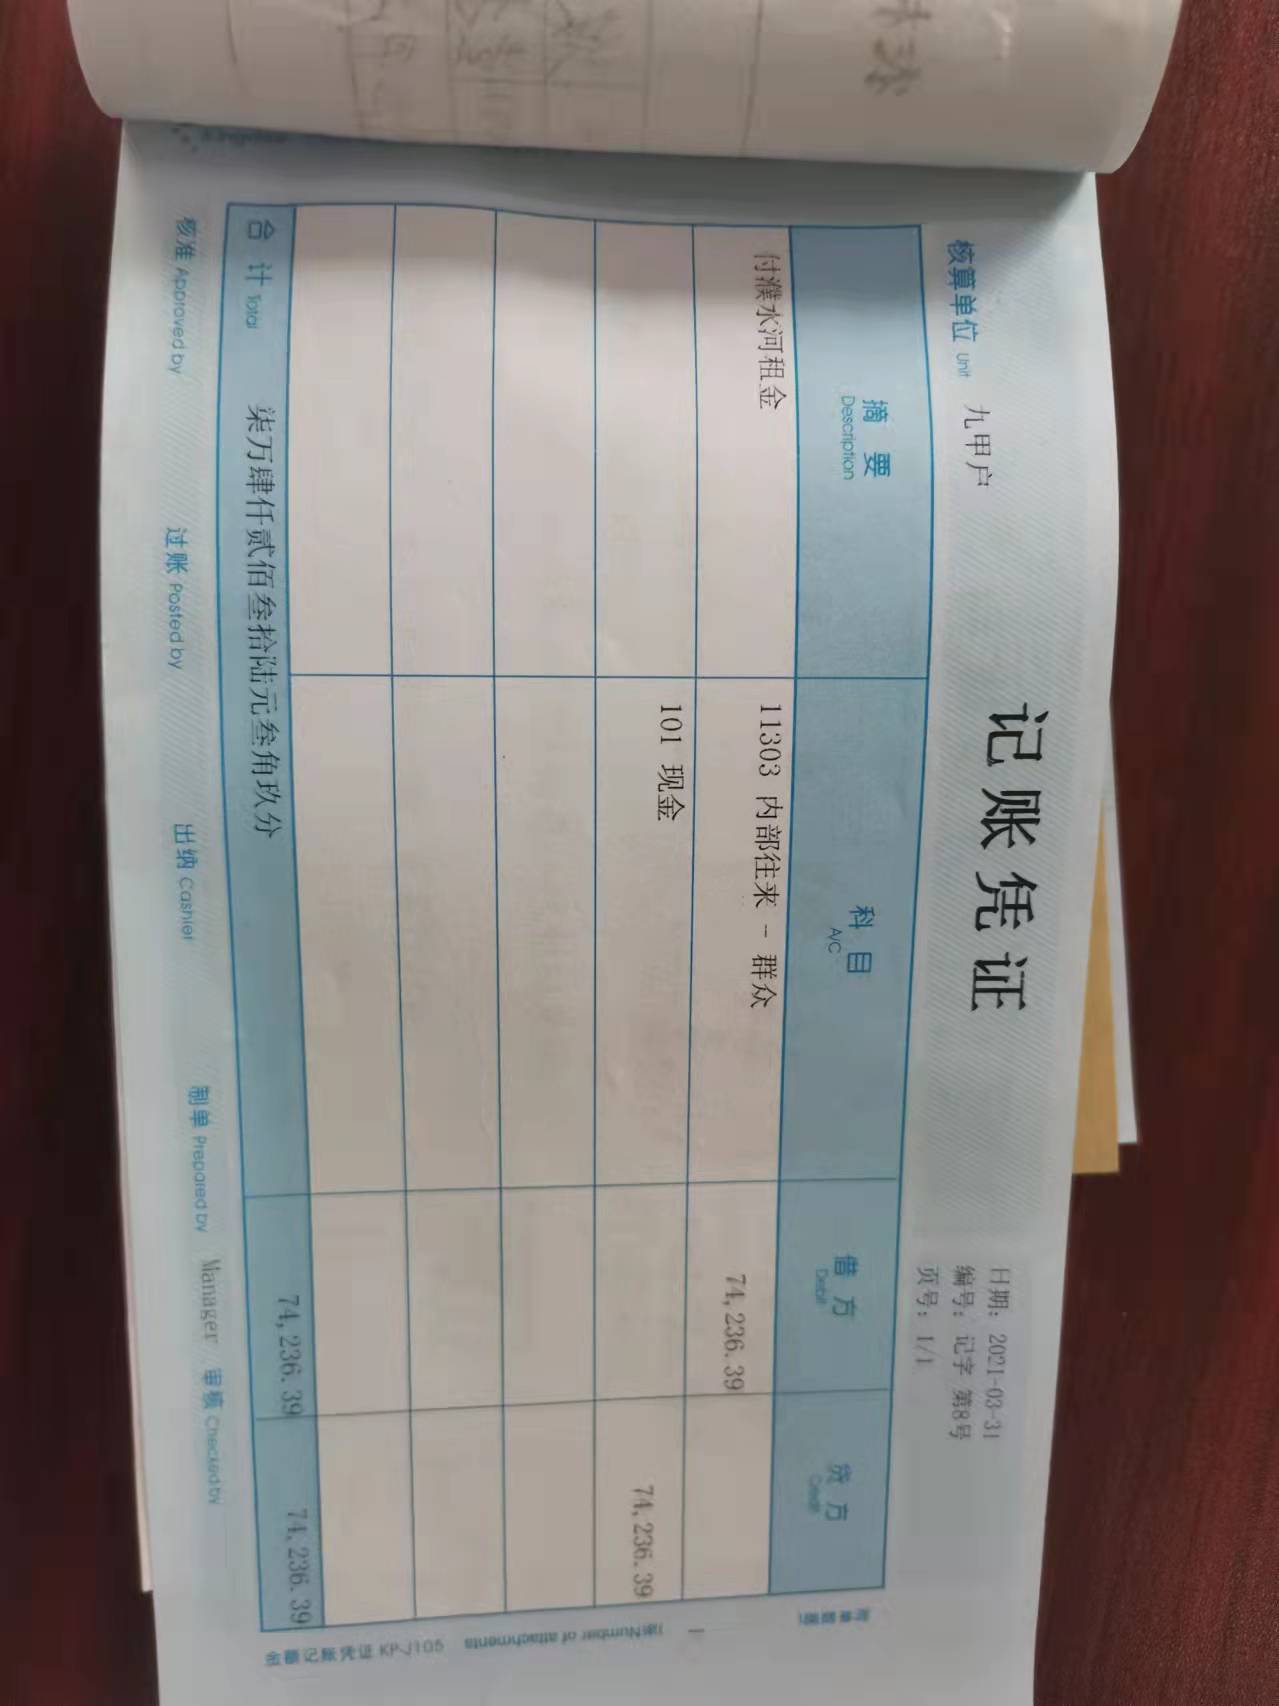 记账凭证
日期：2021-03-31
编号：记字 第8号
页号：1/1
核算单位 Unit 九甲户
摘要 Description 科目 A/C 借方 Debit 贷方 Credit
付濮水河租金 11303 内部往来 - 群众 74,236.39
101 现金 74,236.39
合计 Total 柒万肆仟贰佰叁拾陆元叁角玖分 74,236.39 74,236.39
核准 Approved by 过账 Posted by 出纳 Cashier 制单 Prepared by Manager 审核 Checked by
附单据 1 张 Number of attachments
金蝶记账凭证 KP-J105